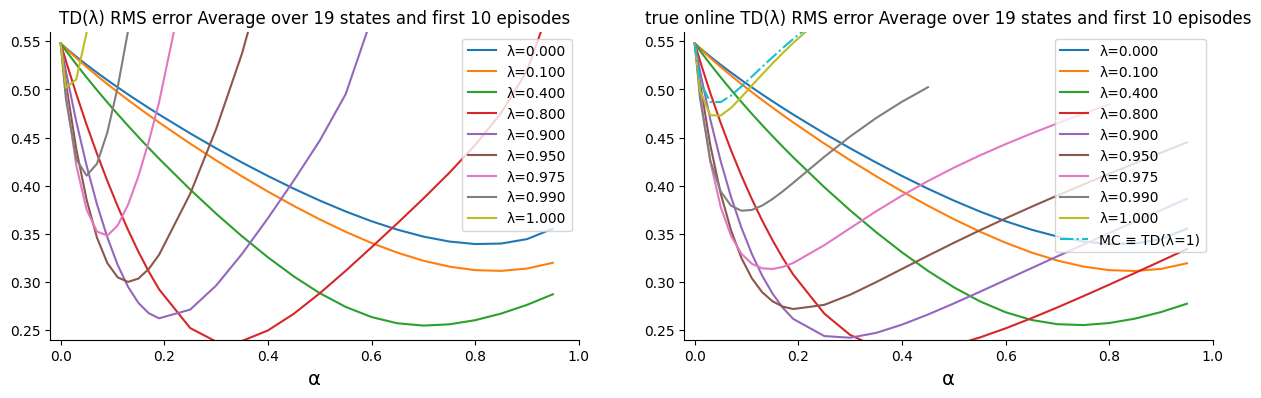 TD(λ) RMS error Average over 19 states and first 10 episodes
0.55
0.50
0.45
0.40
0.35
0.30
0.25
0.0
0.2
0.4
0.6
0.8
1.0
α
λ=0.000
λ=0.100
λ=0.400
λ=0.800
λ=0.900
λ=0.950
λ=0.975
λ=0.990
λ=1.000
true online TD(λ) RMS error Average over 19 states and first 10 episodes
0.55
0.50
0.45
0.40
0.35
0.30
0.25
0.0
0.2
0.4
0.6
0.8
1.0
α
λ=0.000
λ=0.100
λ=0.400
λ=0.800
λ=0.900
λ=0.950
λ=0.975
λ=0.990
λ=1.000
MC ≡ TD(λ=1)